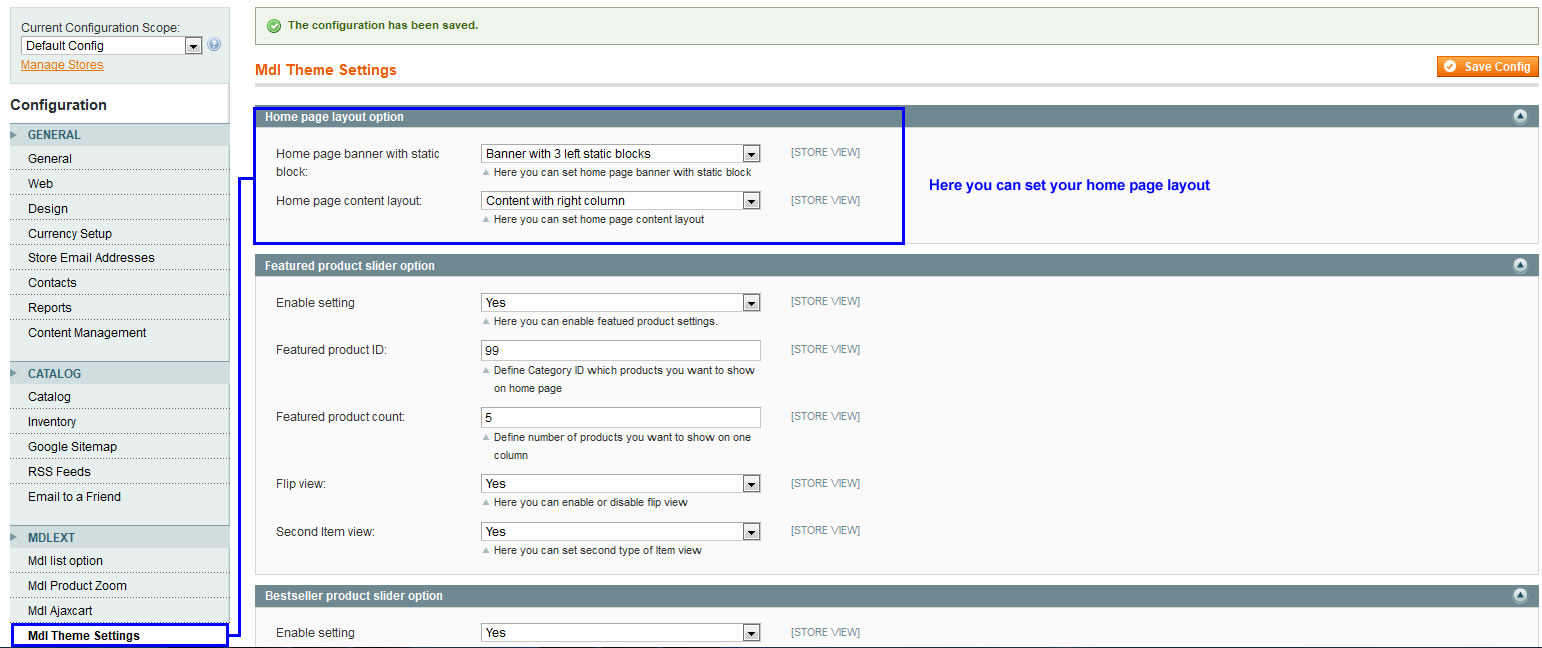 Current Configuration Scope:
Default Config
Manage Stores
Configuration
GENERAL
General
Web
Design
Currency Setup
Store Email Addresses
Contacts
Reports
Content Management
CATALOG
Catalog
Inventory
Google Sitemap
RSS Feeds
Email to a Friend
MDLEXT
Mdl list option
Mdl Product Zoom
Mdl Ajaxcart
Mdl Theme Settings
The configuration has been saved.
Mdl Theme Settings
Save Config
Home page layout option
Home page banner with static
block:
Banner with 3 left static blocks
[STORE VIEW]
Here you can set home page banner with static block
Home page content layout:
Content with right column
[STORE VIEW]
Here you can set home page content layout
Here you can set your home page layout
Featured product slider option
Enable setting
Yes
[STORE VIEW]
Here you can enable featued product settings.
Featured product ID:
99
[STORE VIEW]
Define Category ID which products you want to show
on home page
Featured product count:
5
[STORE VIEW]
Define number of products you want to show on one
column
Flip view:
Yes
[STORE VIEW]
Here you can enable or disable flip view
Second Item view:
Yes
[STORE VIEW]
Here you can set second type of Item view
Bestseller product slider option
Enable setting
Yes
[STORE VIEW]